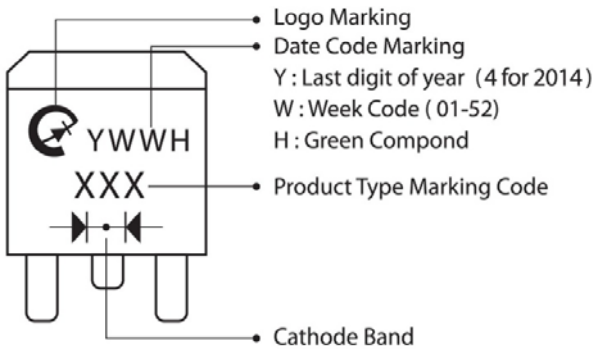 Logo Marking
Date Code Marking
Y : Last digit of year ( 4 for 2014 )
W : Week Code ( 01-52)
H : Green Compond
YWWH
XXX
Product Type Marking Code
Cathode Band